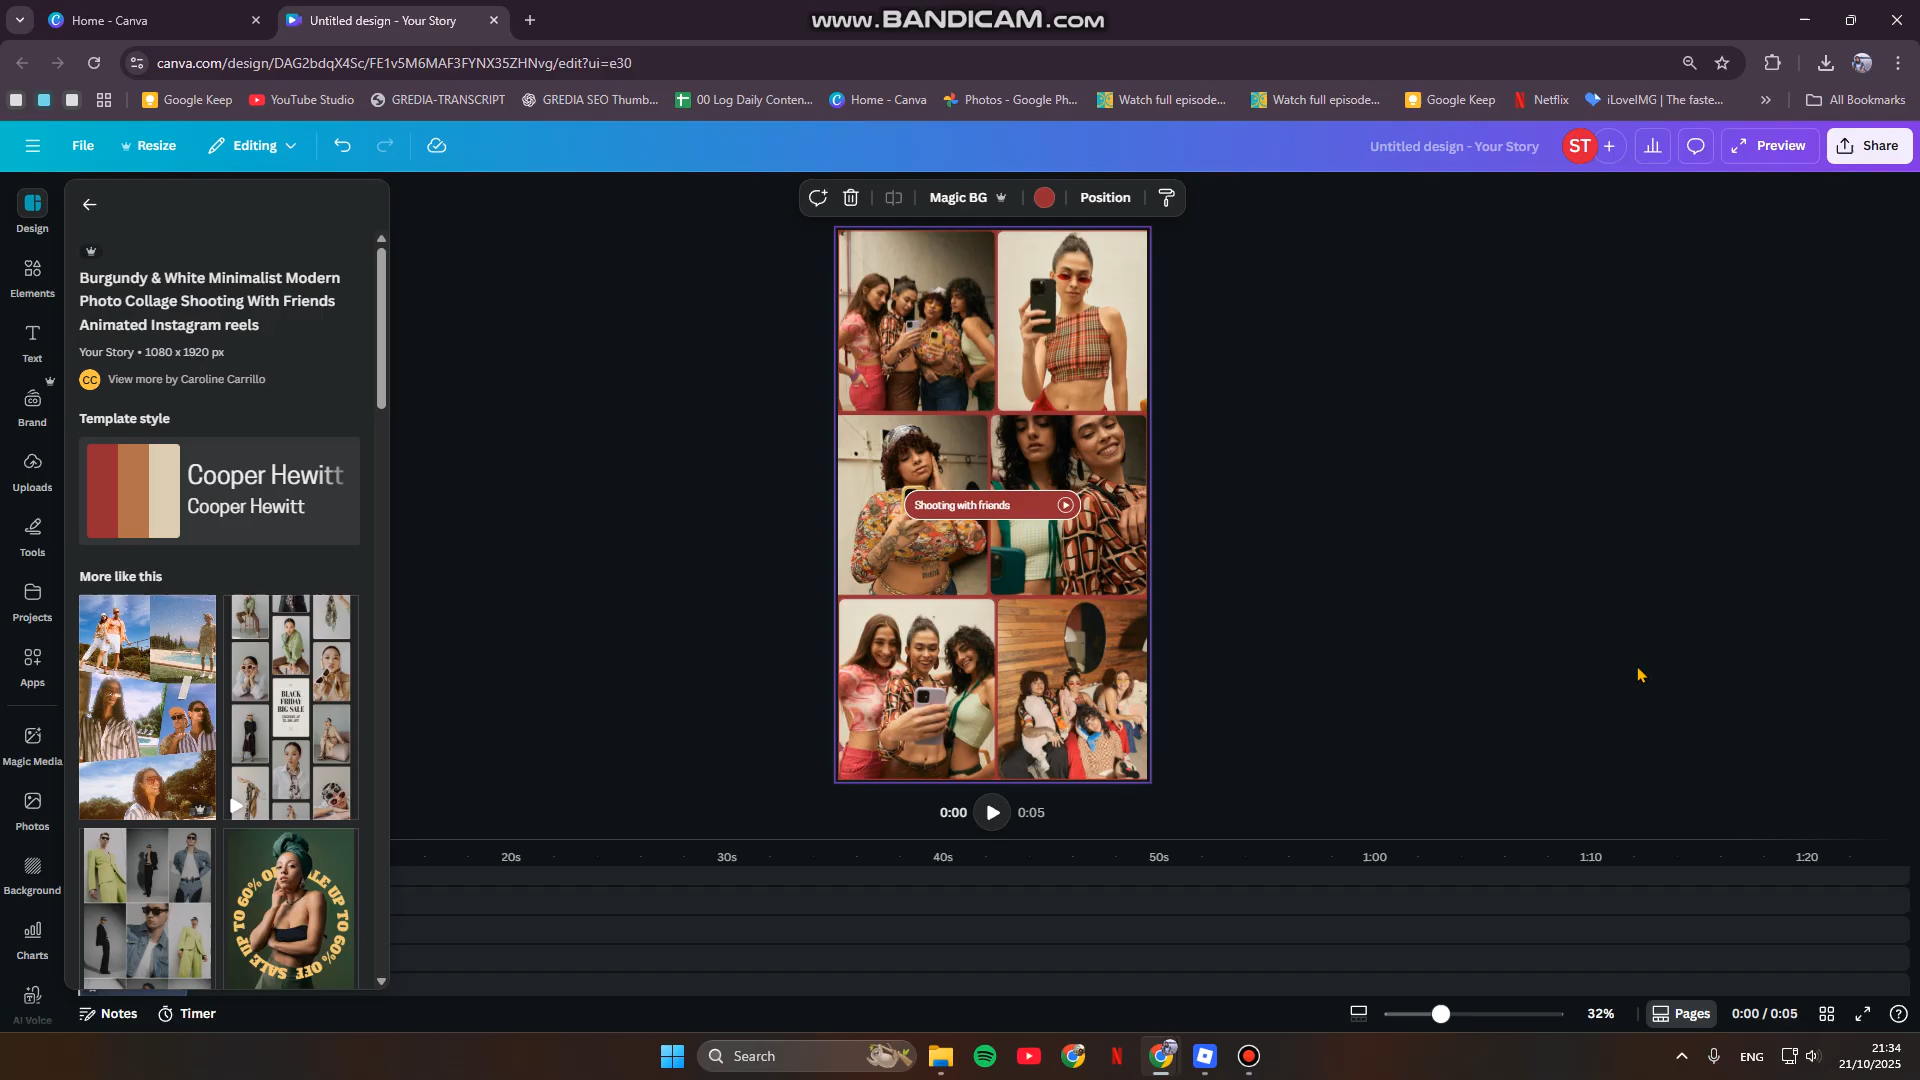 Home - Canva
Untitled design - Your Story
www.BANDICAM.com
canva.com/design/DAG2bdqX4Sc/FE1v5M6MAF3FYNX35ZHNvg/edit?ui=e30
Google Keep
YouTube Studio
GREDIA-TRANSCRIPT
GREDIA SEO Thumb...
00 Log Daily Conten...
Home - Canva
Photos - Google Ph...
Watch full episode...
Watch full episode...
Google Keep
Netflix
iLoveIMG | The faste...
All Bookmarks
File
Resize
Editing
Untitled design - Your Story
ST
Preview
Share
Magic BG
Position
Design
Elements
Text
Brand
Uploads
Tools
Projects
Apps
Magic Media
Photos
Background
Charts
AI Voice
Burgundy & White Minimalist Modern
Photo Collage Shooting With Friends
Animated Instagram reels
Your Story • 1080 x 1920 px
CC View more by Caroline Carrillo
Template style
Cooper Hewitt
Cooper Hewitt
More like this
BLACK
FRIDAY
BIG SALE
Shooting with friends
0:00
0:05
20s
30s
40s
50s
1:00
1:10
1:20
Notes
Timer
32%
Pages
0:00 / 0:05
Search
ENG
21:34
21/10/2025